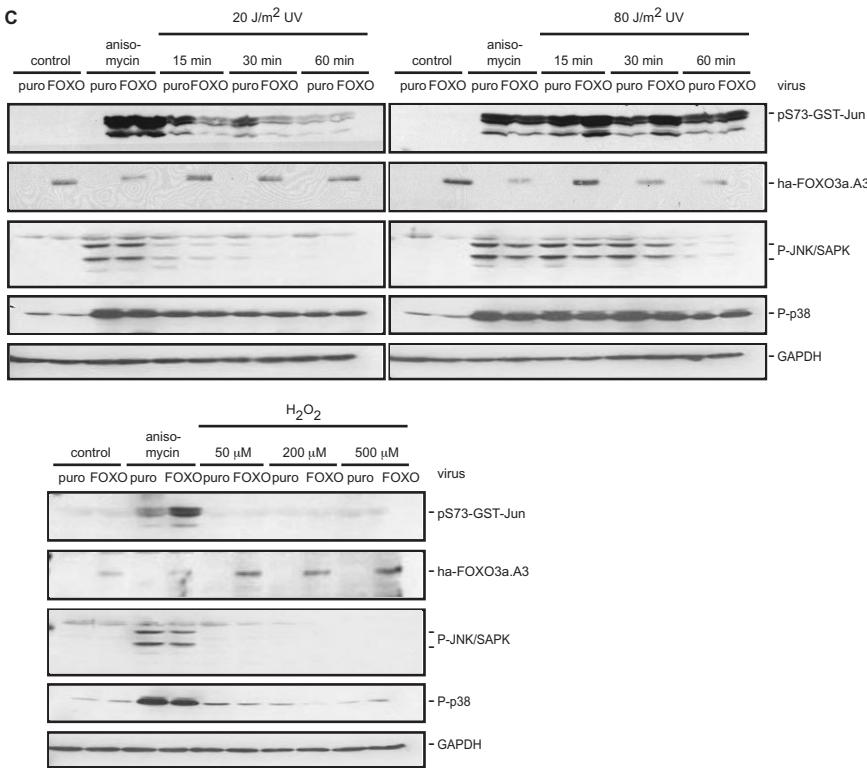 C
20 J/m2 UV 80 J/m2 UV
control aniso-
mycin 15 min 30 min 60 min control aniso-
mycin 15 min 30 min 60 min
puro FOXO puro FOXO puroFOXO puro FOXO puro FOXO puro FOXO puro FOXO puro FOXO puro FOXO puro FOXO virus
pS73-GST-Jun
ha-FOXO3a.A3
P-JNK/SAPK
P-p38
GAPDH
H2O2
control aniso-
mycin 50 µM 200 µM 500 µM
puro FOXO puro FOXO puro FOXO puro FOXO puro FOXO virus
pS73-GST-Jun
ha-FOXO3a.A3
P-JNK/SAPK
P-p38
GAPDH